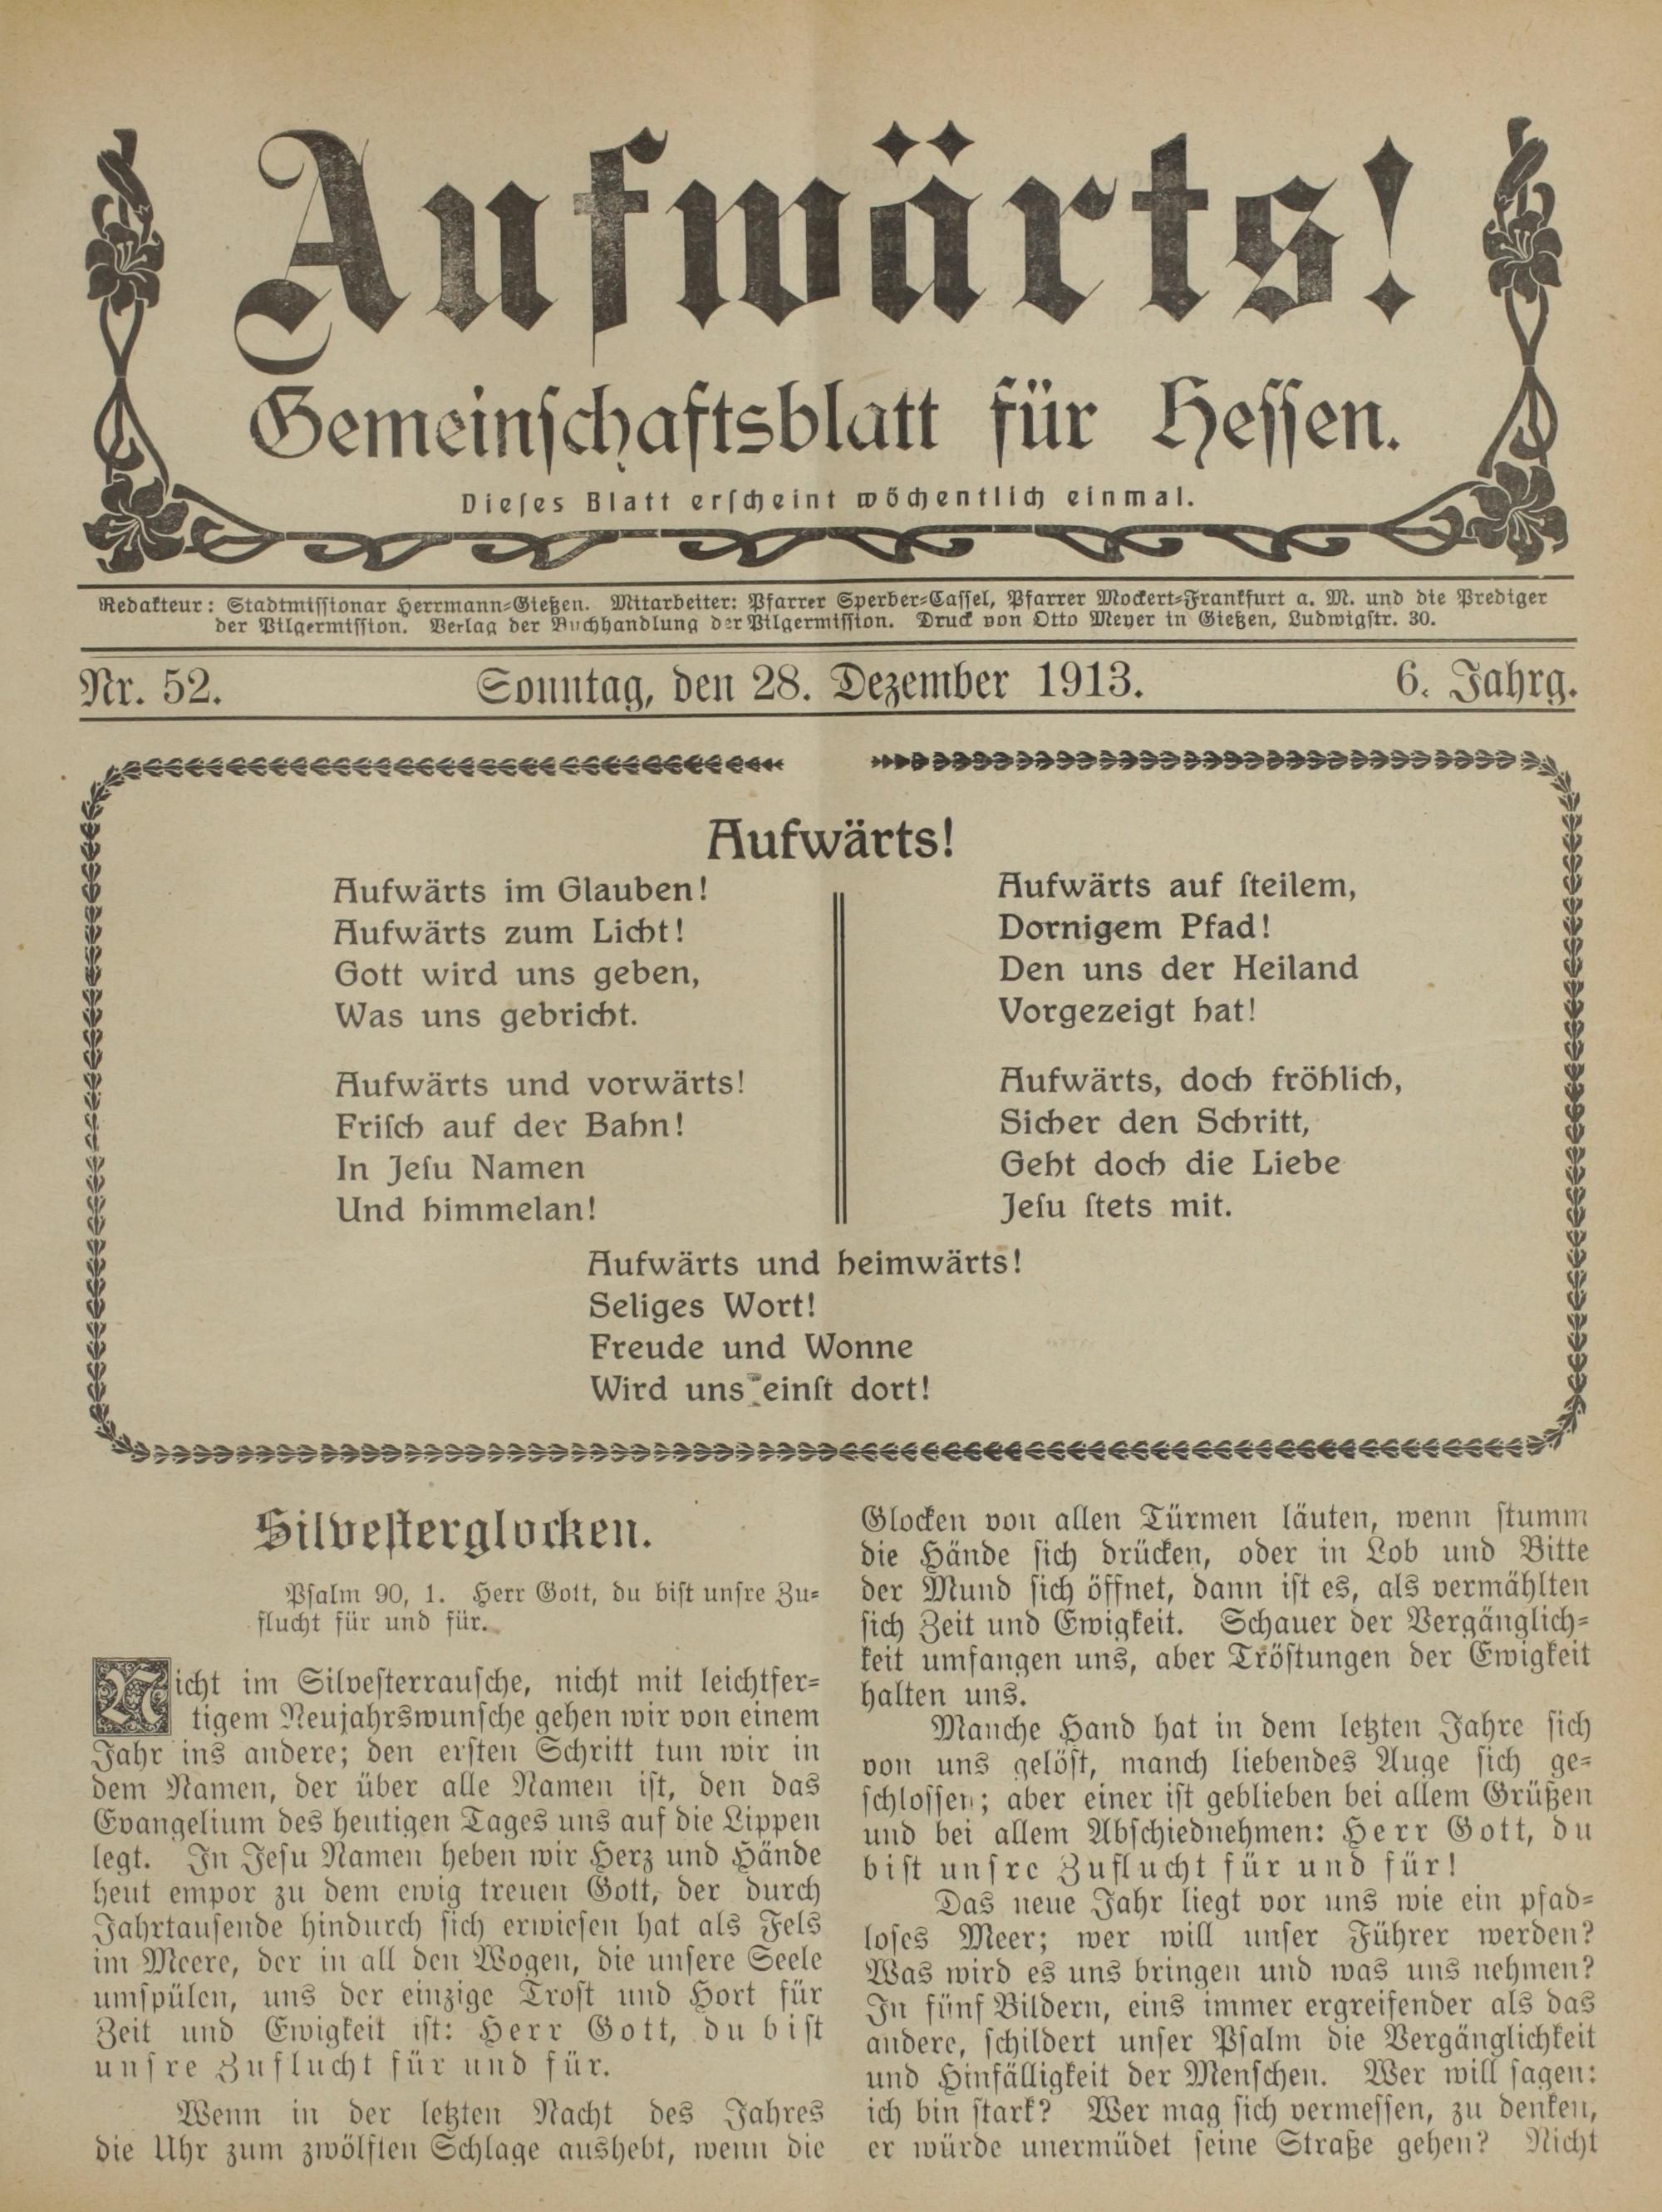 Aufwärts!
Gemeinschaftsblatt für Hessen.
Dieses Blatt erscheint wöchentlich einmal.
Redakteur: Stadtmissionar Herrmann-Gießen. Mitarbeiter: Pfarrer Sperber-Cassel, Pfarrer Mockert-Frankfurt a. M. und die Prediger
der Pilgermission. Verlag der Buchhandlung der Pilgermission. Druck von Otto Meyer in Gießen, Ludwigstr. 30.
Nr. 52. Sonntag, den 28. Dezember 1913. 6. Jahrg.
Aufwärts!
Aufwärts im Glauben!
Aufwärts zum Licht!
Gott wird uns geben,
Was uns gebricht.
Aufwärts und vorwärts!
Frisch auf der Bahn!
In Jesu Namen
Und himmelan!
Aufwärts auf steilem,
Dornigem Pfad!
Den uns der Heiland
Vorgezeigt hat!
Aufwärts, doch fröhlich,
Sicher den Schritt,
Geht doch die Liebe
Jesu stets mit.
Aufwärts und heimwärts!
Seliges Wort!
Freude und Wonne
Wird uns einst dort!
Silvesterglocken.
Psalm 90, 1. Herr Gott, du bist unsre Zu-
flucht für und für.
Nicht im Silvesterrausche, nicht mit leichtfer-
tigem Neujahrswunsche gehen wir von einem
Jahr ins andere; den ersten Schritt tun wir in
dem Namen, der über alle Namen ist, den das
Evangelium des heutigen Tages uns auf die Lippen
legt. In Jesu Namen heben wir Herz und Hände
heut empor zu dem ewig treuen Gott, der durch
Jahrtausende hindurch sich erwiesen hat als Fels
im Meere, der in all den Wogen, die unsere Seele
umspülen, uns der einzige Trost und Hort für
Zeit und Ewigkeit ist: Herr Gott, du bist
unsre Zuflucht für und für.
Wenn in der letzten Nacht des Jahres
die Uhr zum zwölften Schlage aushebt, wenn die
Glocken von allen Türmen läuten, wenn stumm
die Hände sich drücken, oder in Lob und Bitte
der Mund sich öffnet, dann ist es, als vermählten
sich Zeit und Ewigkeit. Schauer der Vergänglich-
keit umfangen uns, aber Tröstungen der Ewigkeit
halten uns.
Manche Hand hat in dem letzten Jahre sich
von uns gelöst, manch liebendes Auge sich ge-
schlossen; aber einer ist geblieben bei allem Grüßen
und bei allem Abschiednehmen: Herr Gott, du
bist unsre Zuflucht für und für!
Das neue Jahr liegt vor uns wie ein pfad-
loses Meer; wer will unser Führer werden?
Was wird es uns bringen und was uns nehmen?
In fünf Bildern, eins immer ergreifender als das
andere, schildert unser Psalm die Vergänglichkeit
und Hinfälligkeit der Menschen. Wer will sagen:
ich bin stark? Wer mag sich vermessen, zu denken,
er würde unermüdet seine Straße gehen? Nicht